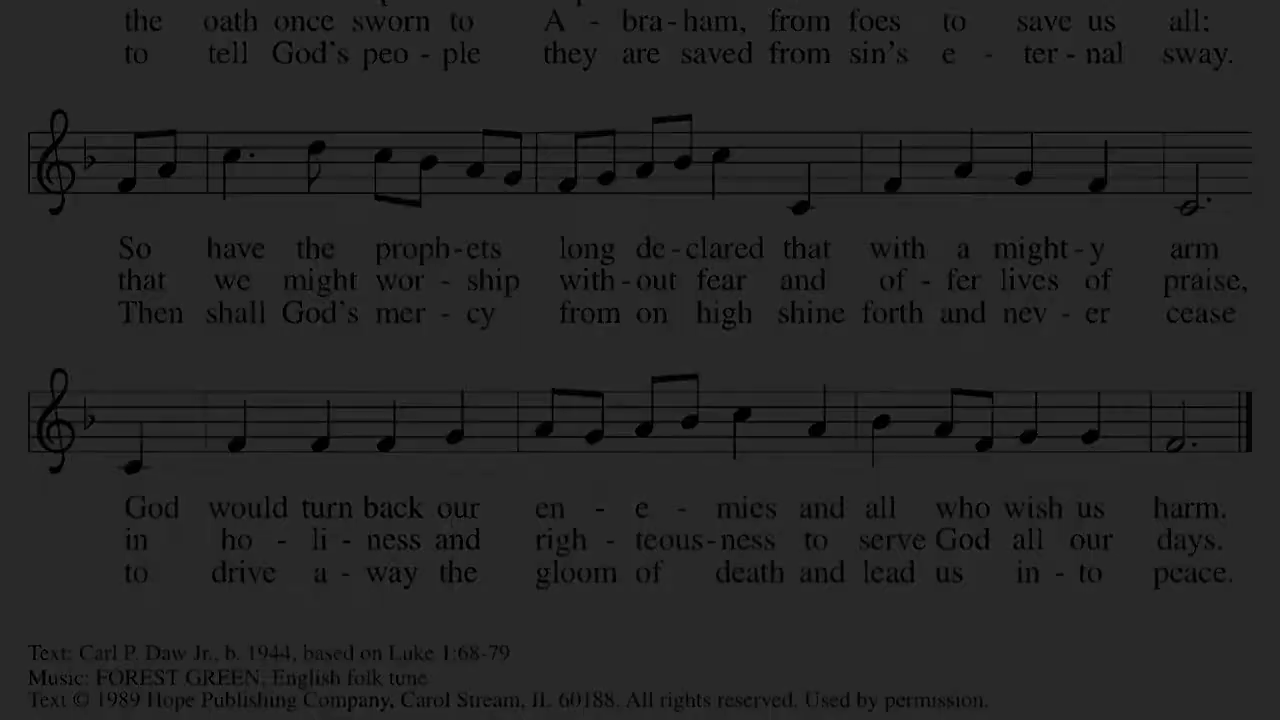 the oath once sworn to A - bra - ham, from foes to save us all;
to tell God's peo - ple they are saved from sin's e - ter - nal sway.
So have the proph - ets long de - clared that with a might - y arm
that we might wor - ship with - out fear and of - fer lives of praise,
Then shall God's mer - cy from on high shine forth and nev - er cease
God would turn back our en - e - mies and all who wish us harm.
in ho - li - ness and righ - teous - ness to serve God all our days.
to drive a - way the gloom of death and lead us in - to peace.
Text: Carl P. Daw Jr., b. 1944, based on Luke 1:68-79
Music: FOREST GREEN, English folk tune
Text © 1989 Hope Publishing Company, Carol Stream, IL 60188. All rights reserved. Used by permission.